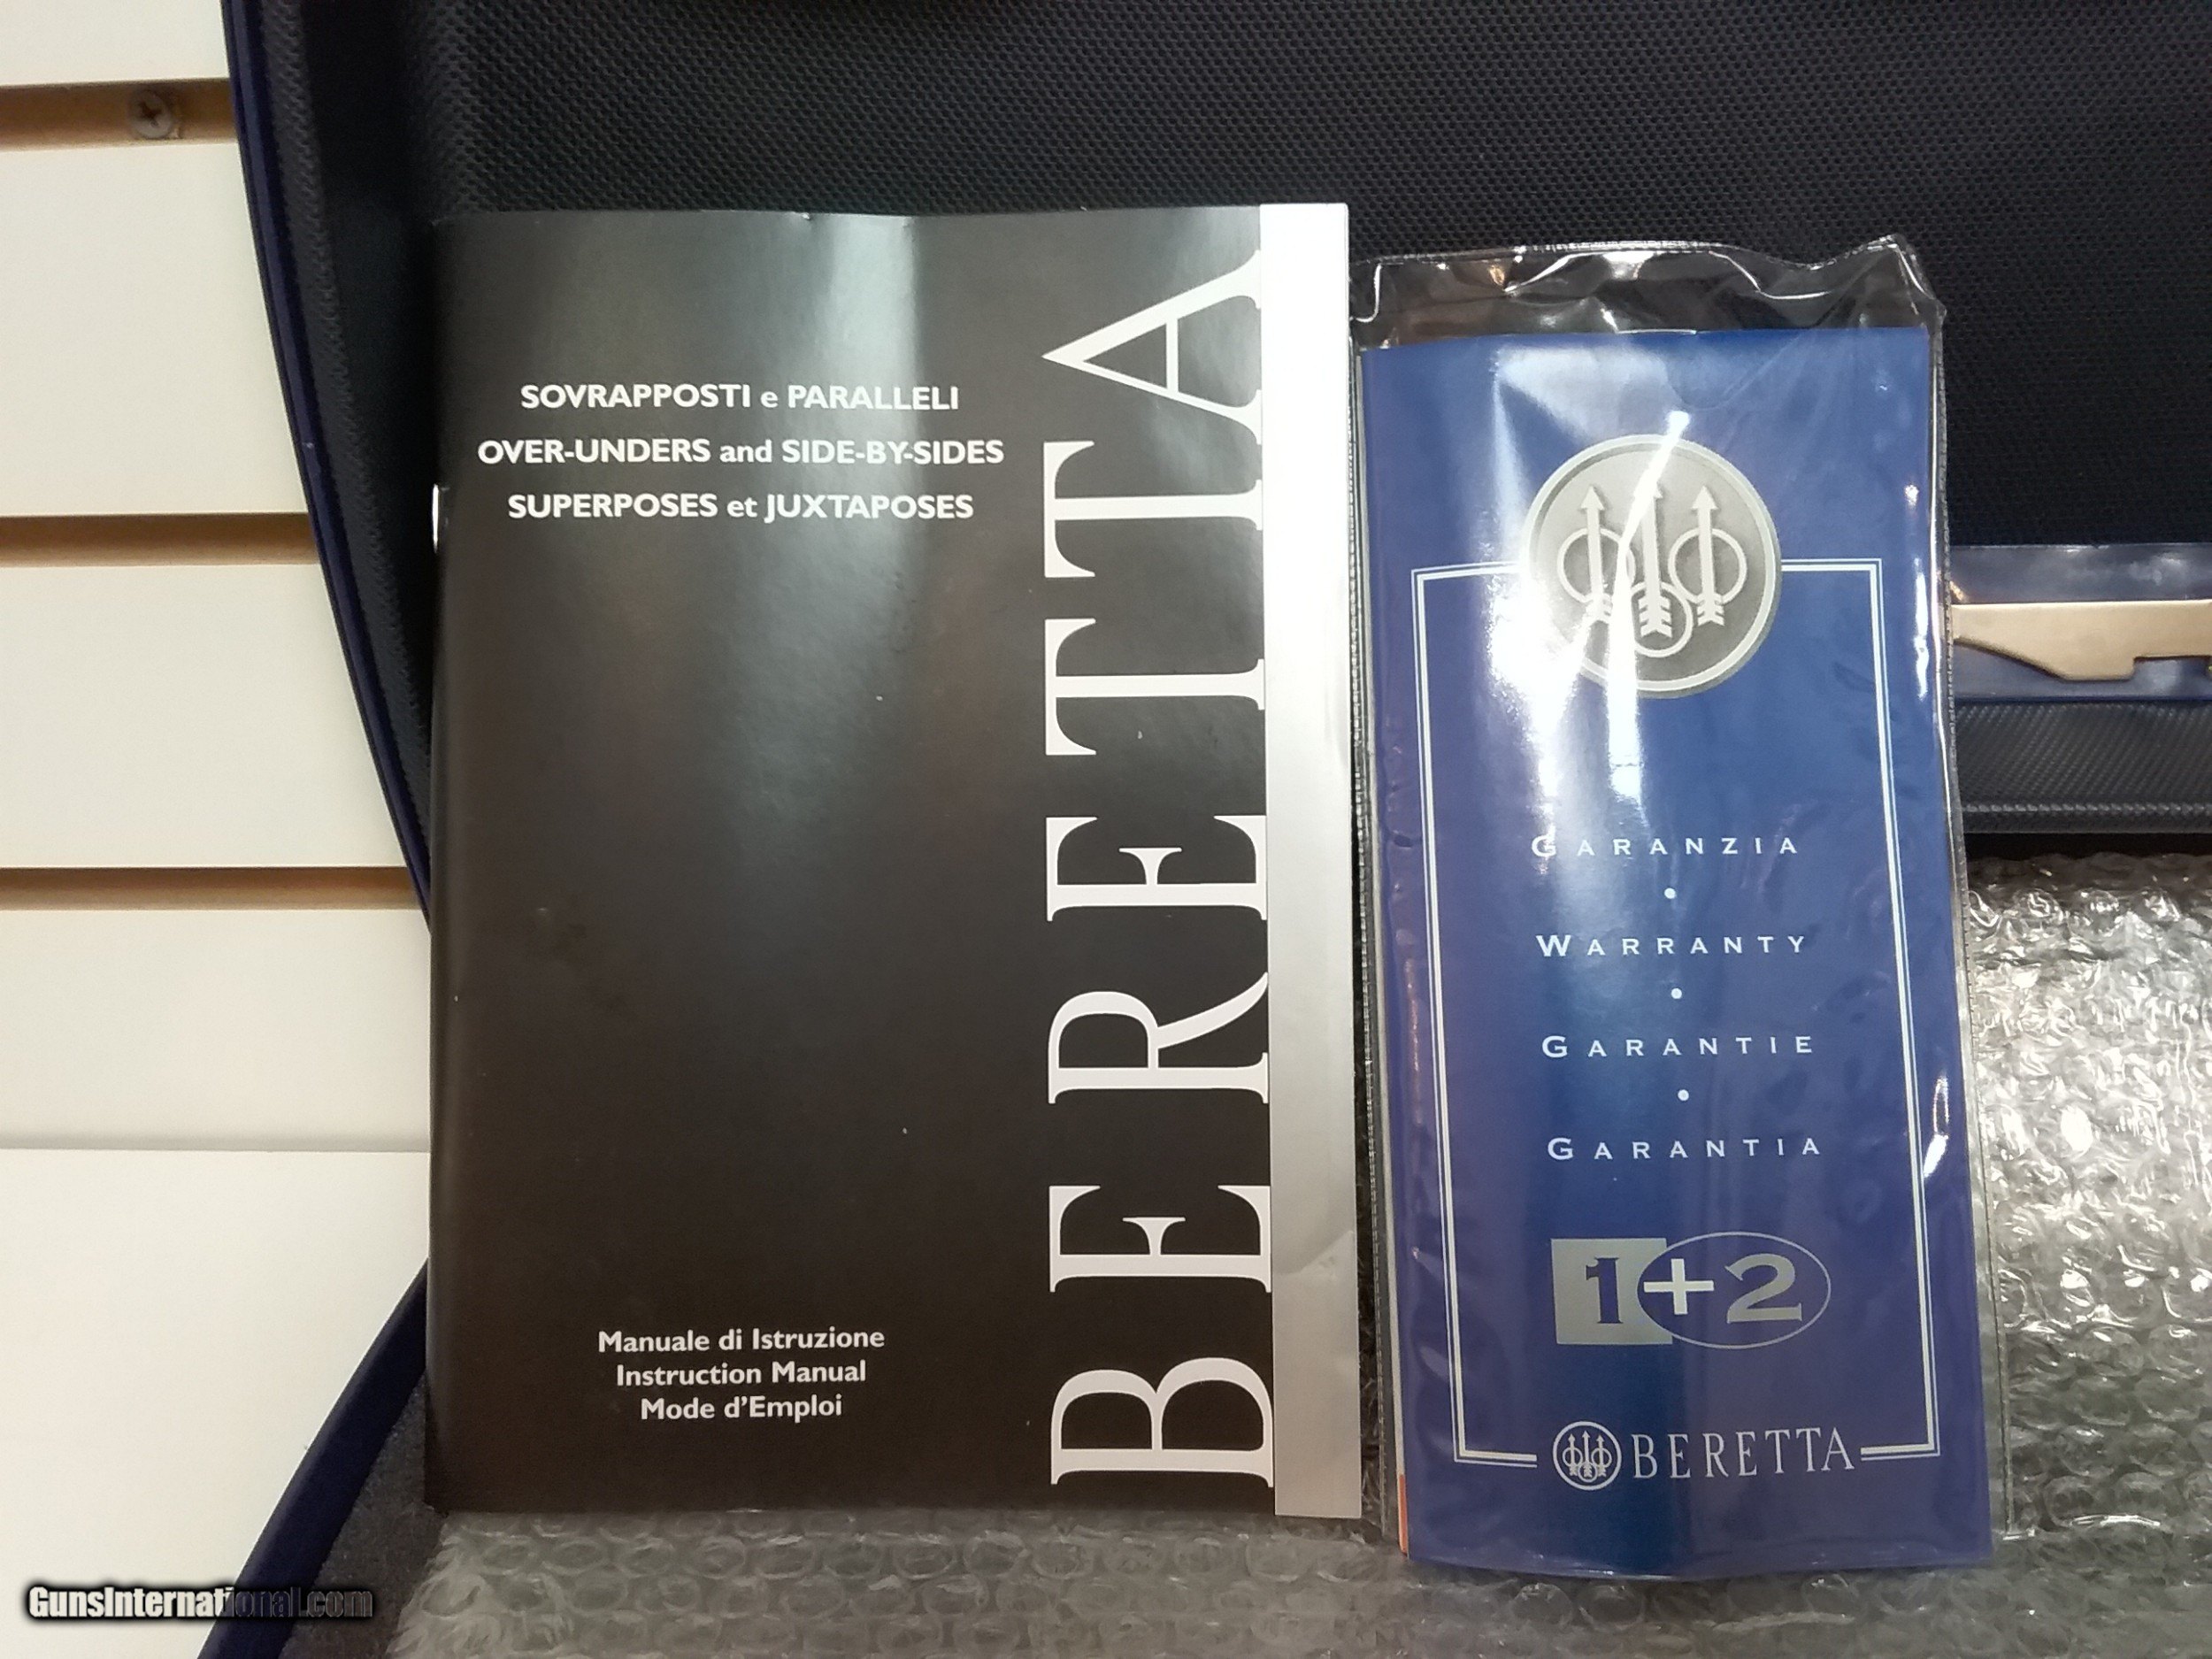 SOVRAPPOSTI e PARALLELI
OVER-UNDERS and SIDE-BY-SIDES
SUPERPOSES et JUXTAPOSES
BERETTA
Manuale di Istruzione
Instruction Manual
Mode d'Emploi
GARANZIA
•
WARRANTY
•
GARANTIE
•
GARANTIA
1+2
BERETTA
GunsInternational.com